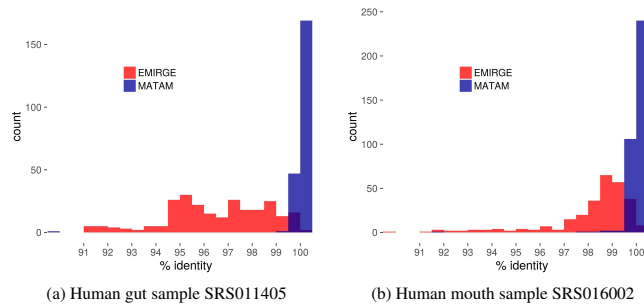 150
100
50
0
count
EMIRGE
MATAM
91 92 93 94 95 96 97 98 99 100
% identity
(a) Human gut sample SRS011405
250
200
150
100
50
0
count
EMIRGE
MATAM
91 92 93 94 95 96 97 98 99 100
% identity
(b) Human mouth sample SRS016002